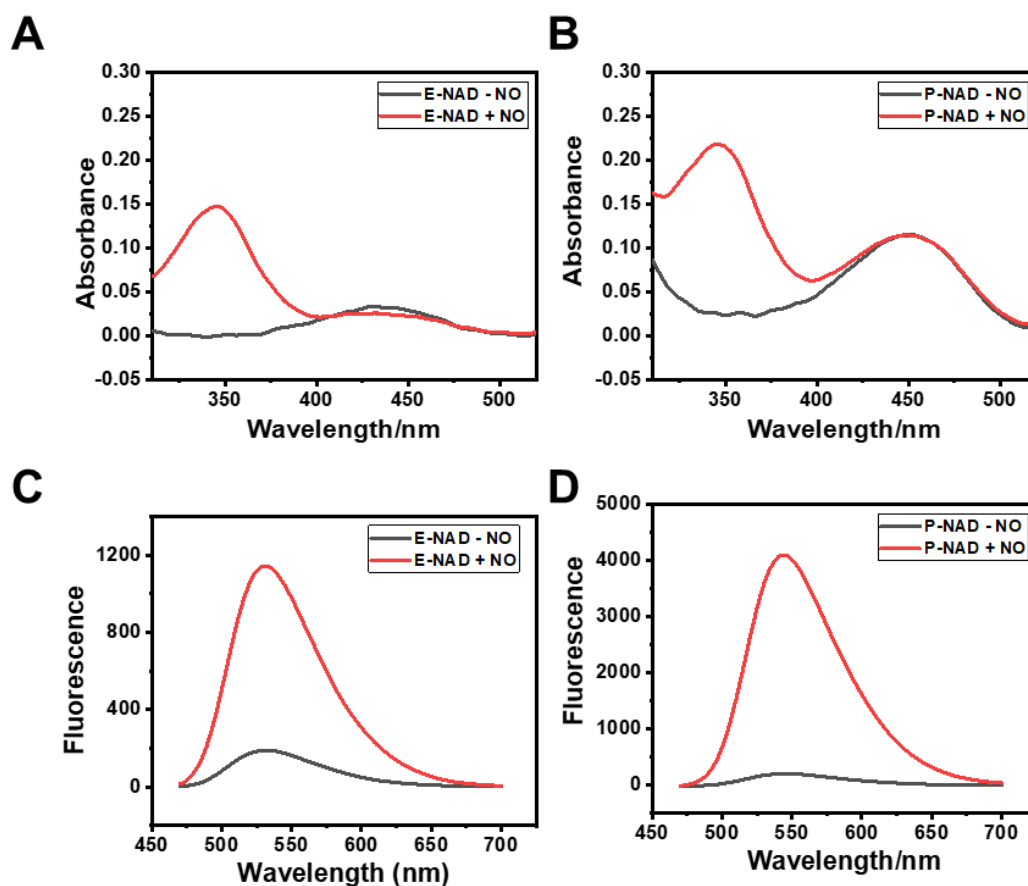 A
B
0.30
0.25
0.20
0.15
0.10
0.05
0.00
-0.05
Absorbance
E-NAD - NO
E-NAD + NO
350
400
450
500
Wavelength/nm
0.30
0.25
0.20
0.15
0.10
0.05
0.00
-0.05
Absorbance
P-NAD - NO
P-NAD + NO
350
400
450
500
Wavelength/nm
C
D
1200
800
400
0
Fluorescence
E-NAD - NO
E-NAD + NO
450
500
550
600
650
700
Wavelength (nm)
5000
4000
3000
2000
1000
0
Fluorescence
P-NAD - NO
P-NAD + NO
450
500
550
600
650
700
Wavelength/nm